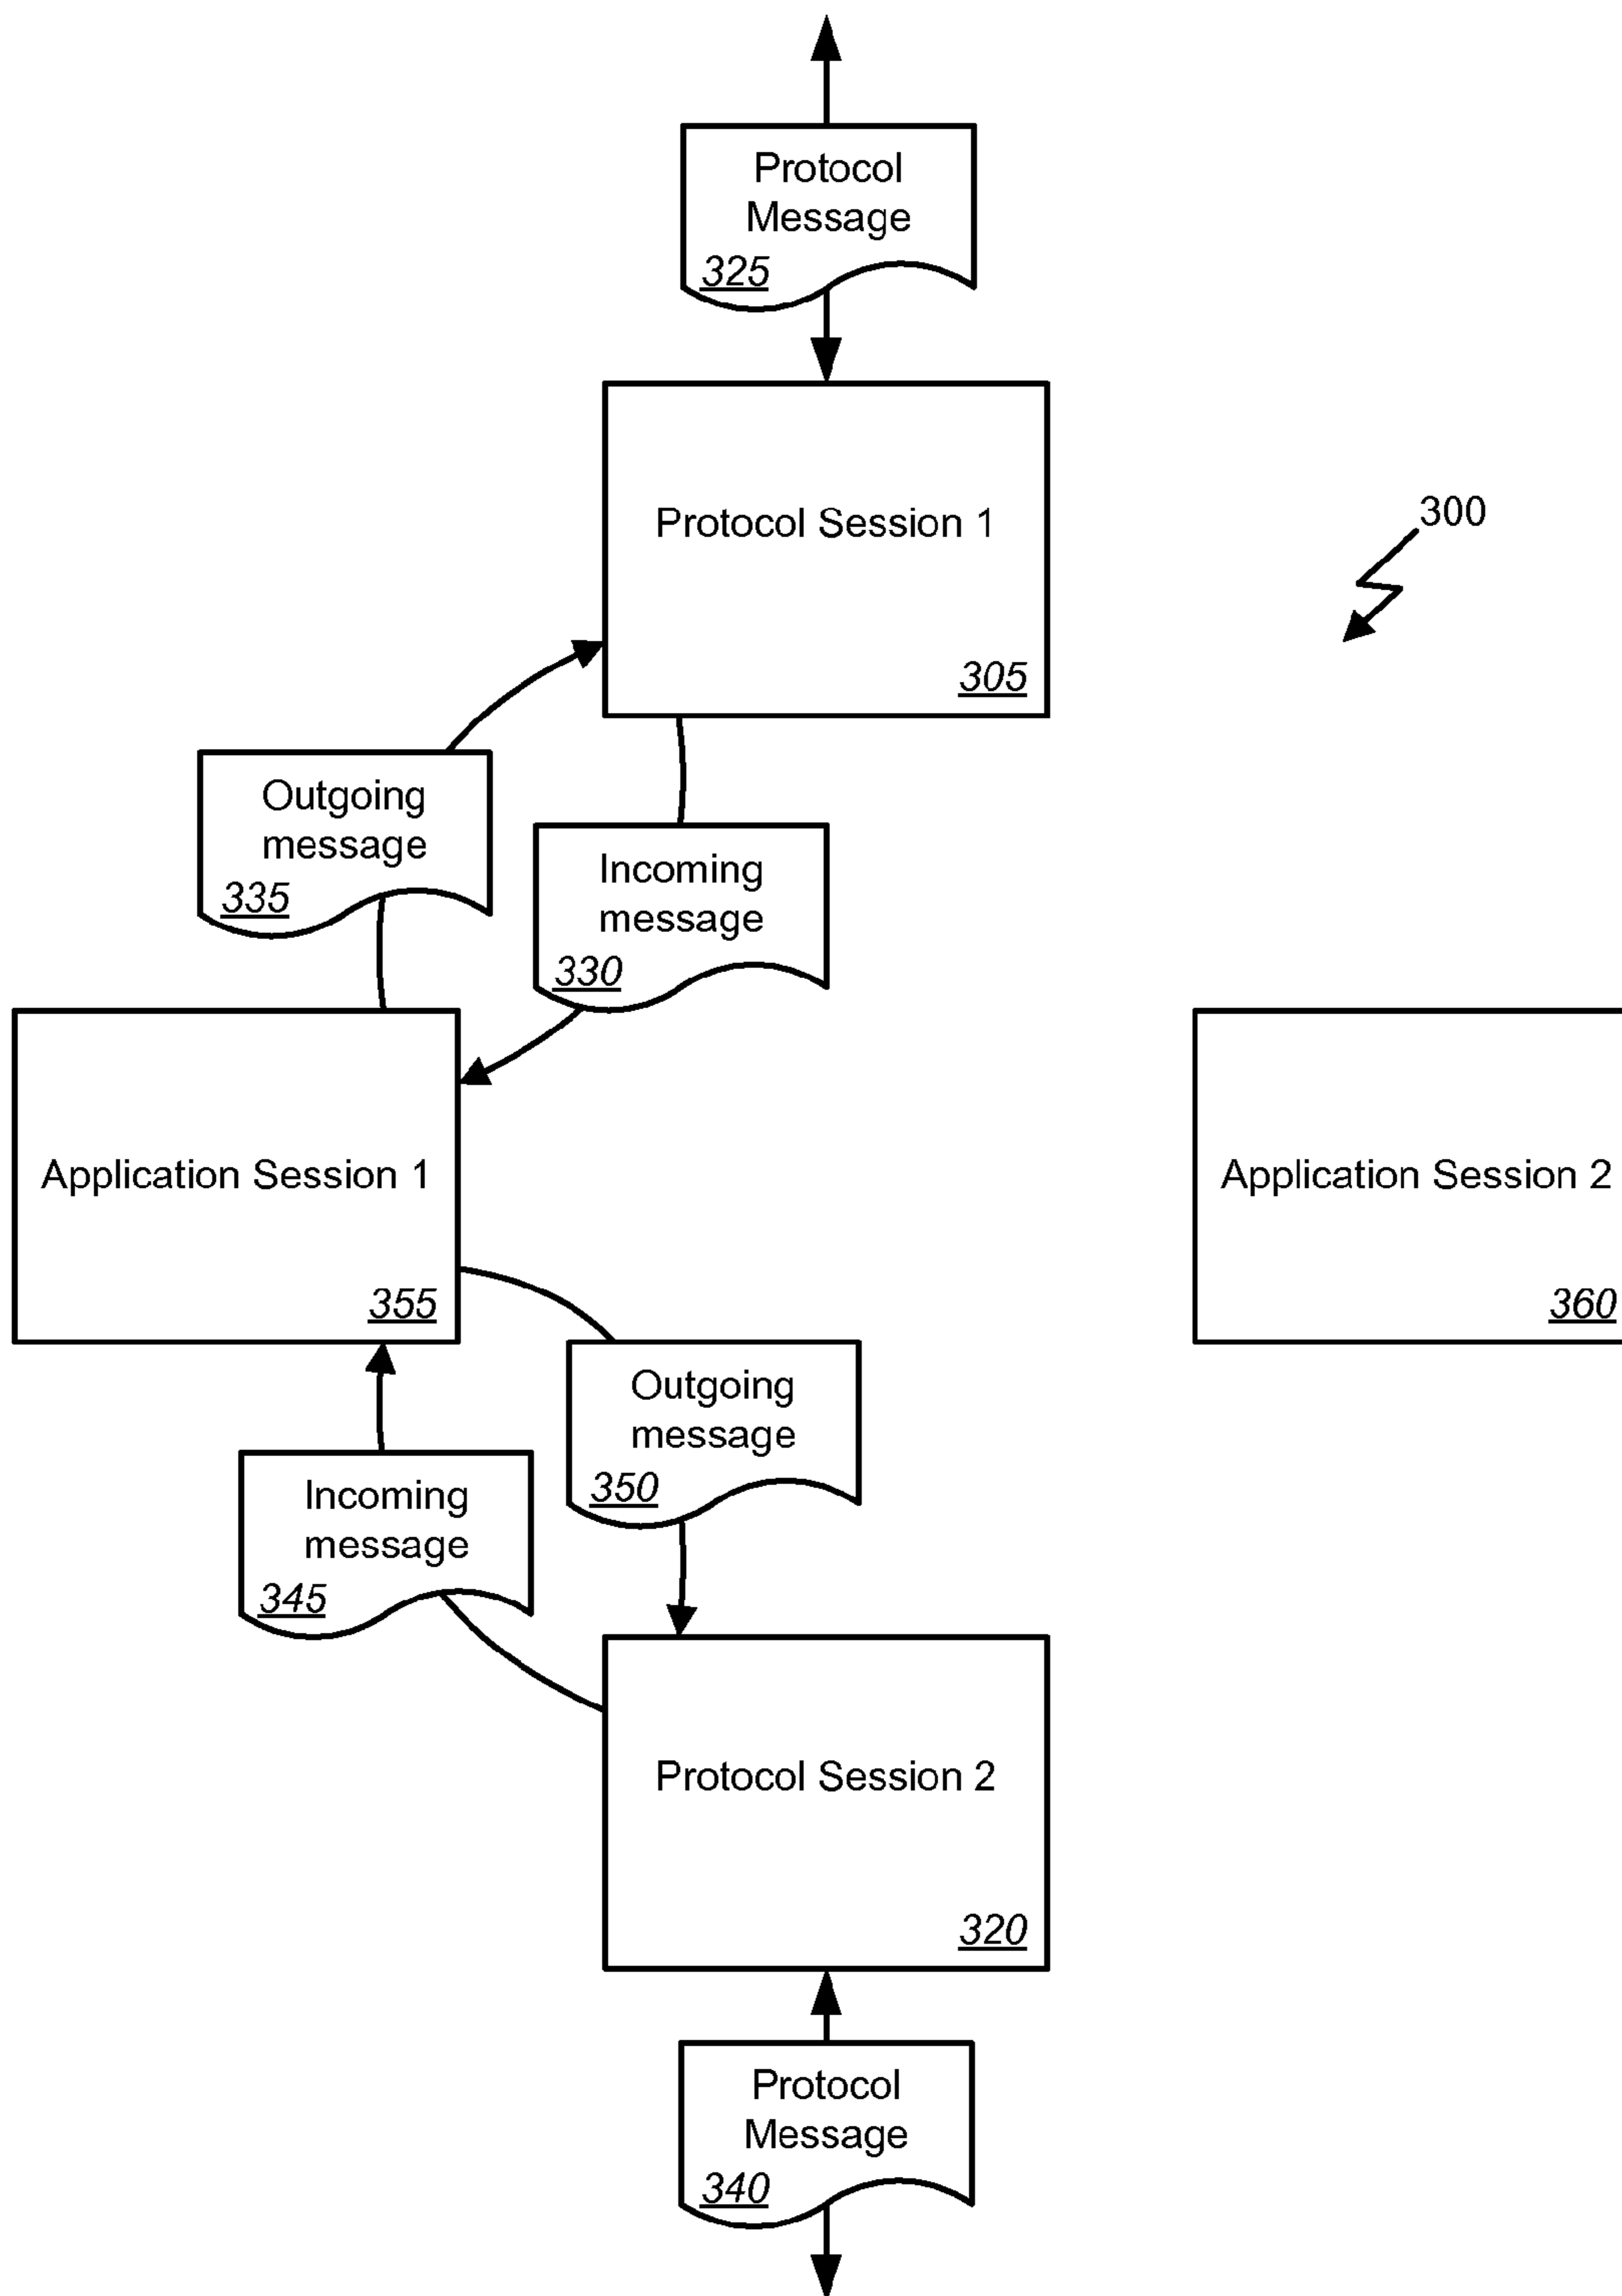 Protocol
Message
325
Protocol Session 1
305
300
Outgoing
message
335
Incoming
message
330
Application Session 1
355
Application Session 2
360
Outgoing
message
350
Incoming
message
345
Protocol Session 2
320
Protocol
Message
340